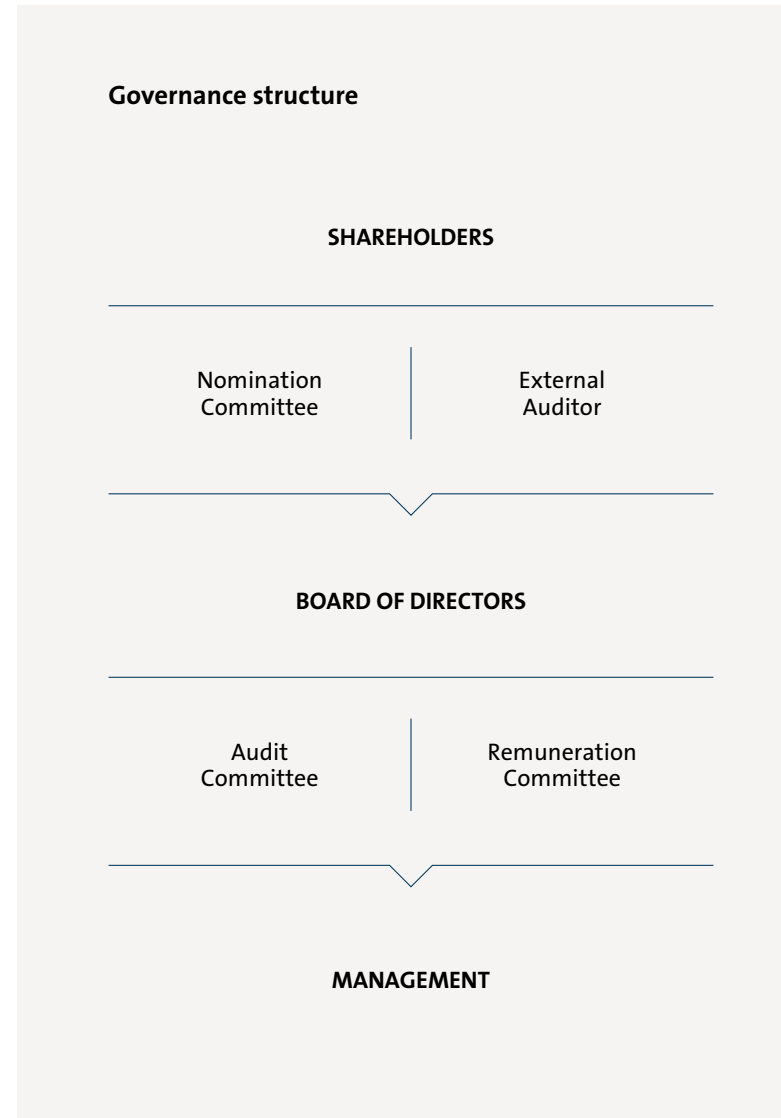 Governance structure
SHAREHOLDERS
Nomination
Committee
External
Auditor
BOARD OF DIRECTORS
Audit
Committee
Remuneration
Committee
MANAGEMENT